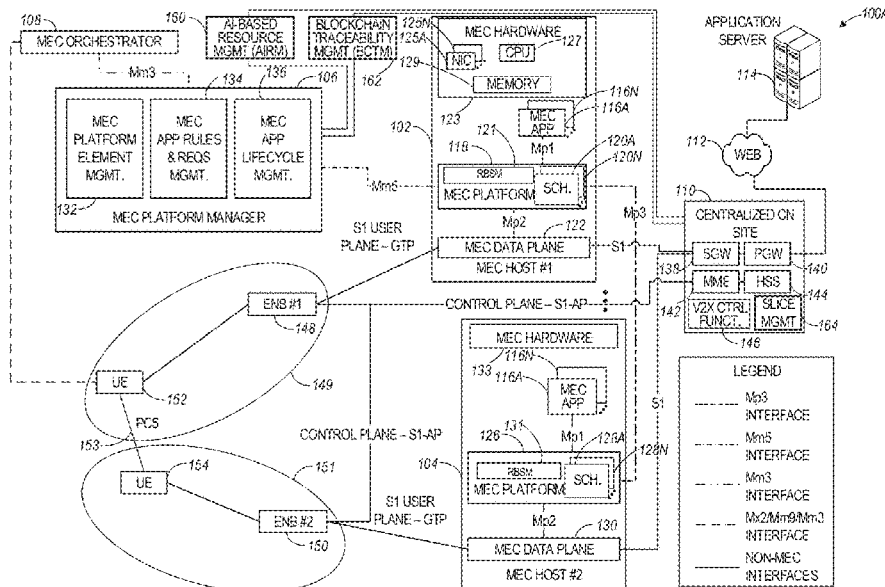 108
MEC ORCHESTRATOR
160
AI-BASED
RESOURCE
MGMT (AIRM)
BLOCKCHAIN
TRACEABILITY
MGMT (BCTM)
162
Mm3
134
136
106
MEC
PLATFORM
ELEMENT
MGMT.
132
MEC
APP RULES
& REQS
MGMT.
MEC
APP
LIFECYCLE
MGMT.
MEC PLATFORM MANAGER
Mm5
125N
125A
MEC HARDWARE
NIC
CPU
127
129
MEMORY
123
116N
116A
MEC
APP
Mp1
102
121
118
120A
120N
RBSM
MEC PLATFORM
SCH.
Mp2
122
MEC DATA PLANE
MEC HOST #1
Mp3
S1
S1 USER
PLANE – GTP
APPLICATION
SERVER
100A
114
112
WEB
110
CENTRALIZED CN
SITE
SGW
PGW
138
140
MME
HSS
142
144
V2X CTRL
FUNCT.
146
SLICE
MGMT
164
ENB #1
148
CONTROL PLANE – S1-AP
149
UE
152
PC5
153
CONTROL PLANE – S1-AP
154
151
UE
ENB #2
150
S1 USER
PLANE – GTP
MEC HARDWARE
133
116N
116A
MEC
APP
Mp1
104
131
126
128A
128N
RBSM
MEC PLATFORM
SCH.
Mp2
130
MEC DATA PLANE
MEC HOST #2
S1
LEGEND
Mp3
INTERFACE
Mm5
INTERFACE
Mm3
INTERFACE
Mx2/Mm9/Mm3
INTERFACE
NON-MEC
INTERFACES